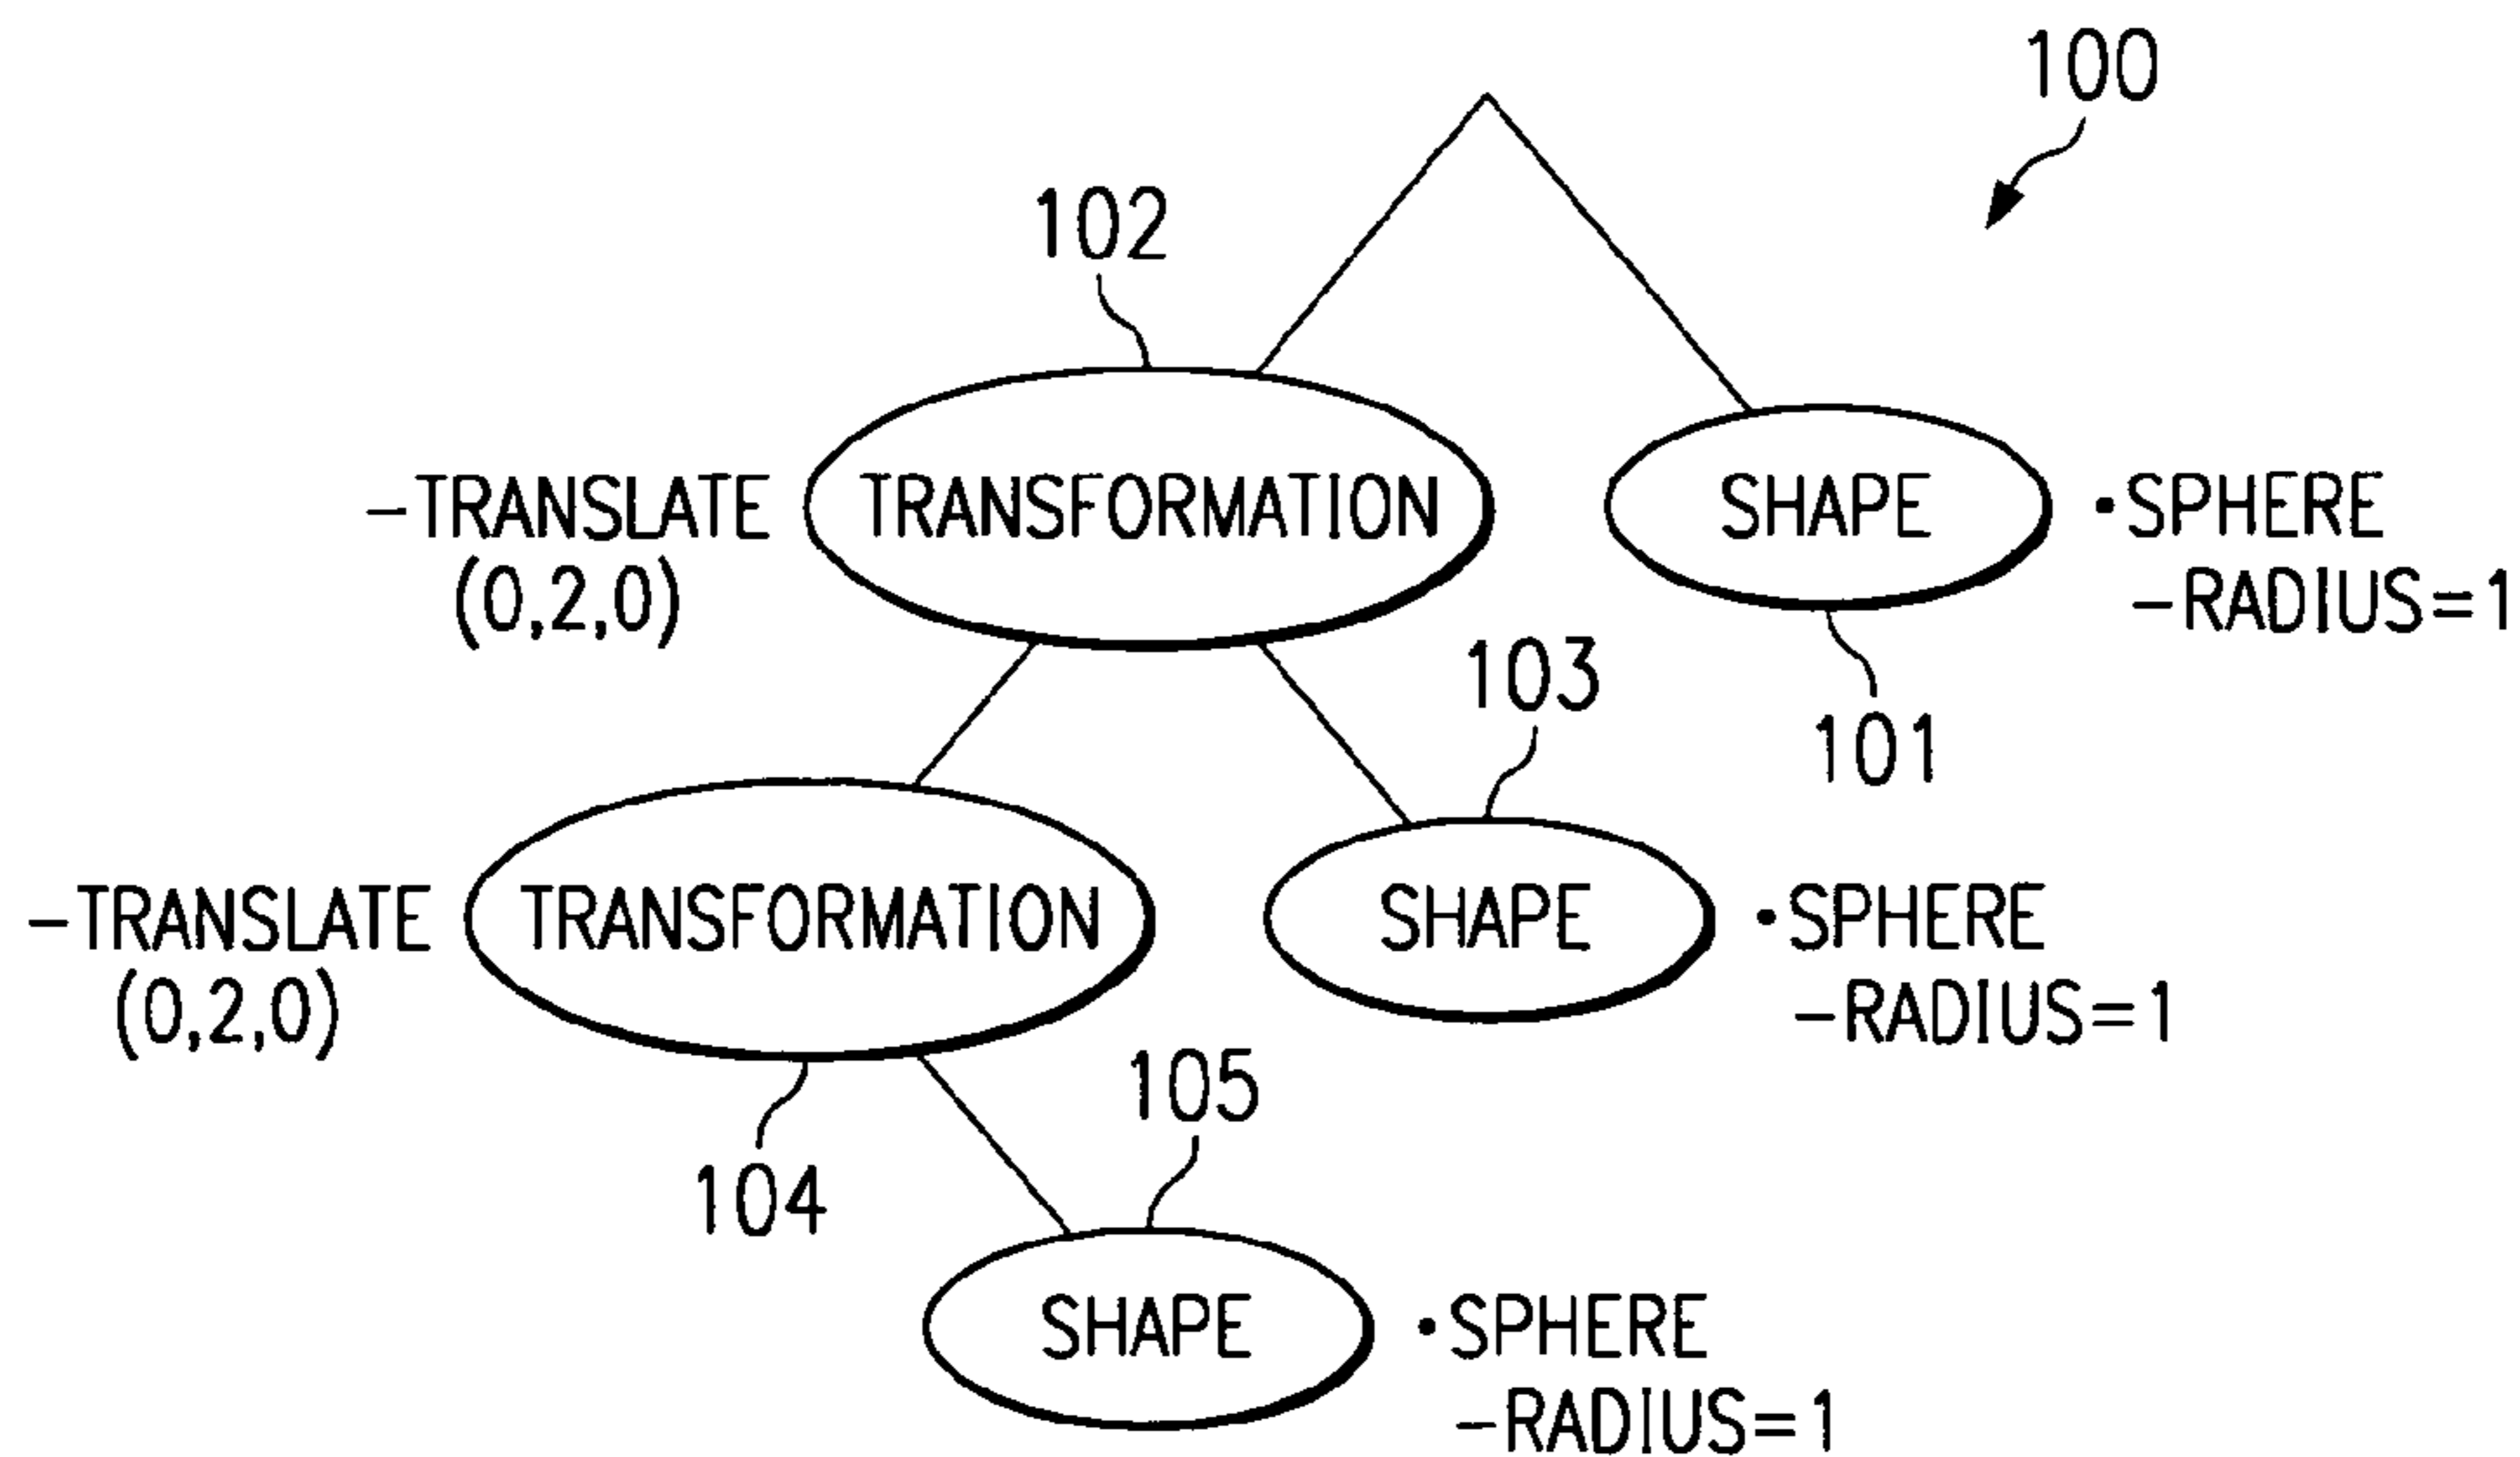 100
102
-TRANSLATE
(0,2,0)
TRANSFORMATION
SHAPE
•SPHERE
-RADIUS=1
103
101
-TRANSLATE
(0,2,0)
TRANSFORMATION
SHAPE
•SPHERE
-RADIUS=1
104
105
SHAPE
•SPHERE
-RADIUS=1